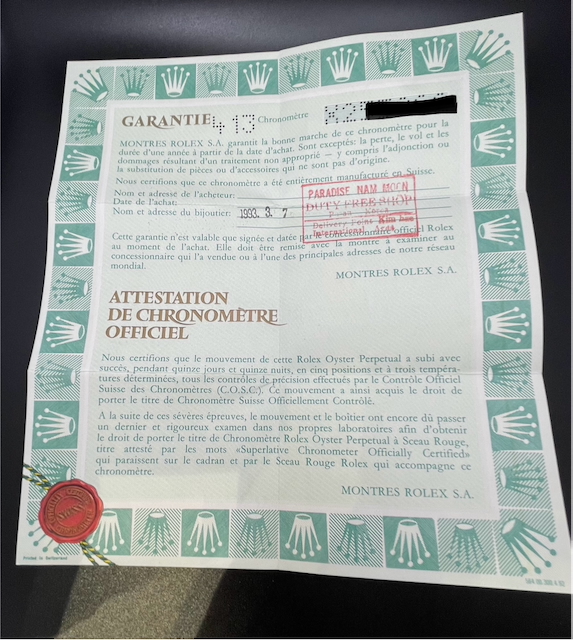 GARANTIE 413 Chronomètre
MONTRES ROLEX S.A. garantit la bonne marche de ce chronomètre pour la
durée d'une année à partir de la date d'achat. Sont exceptés: la perte, le vol et les
dommages résultant d'un traitement non approprié – y compris l'adjonction ou
la substitution de pièces ou d'accessoires qui ne sont pas d'origine.
Nous certifions que ce chronomètre a été entièrement manufacturé en Suisse.
Nom et adresse de l'acheteur:
Date de l'achat:
Nom et adresse du bijoutier: 1993. 3. 7
PARADISE NAM MOON
DUTY FREE SHOP
Korea
Delivery Point
International Area
Cette garantie n'est valable que signée et datée par le concessionnaire officiel Rolex
au moment de l'achat. Elle doit être remise avec la montre à examiner au
concessionnaire qui l'a vendue ou à l'une des principales adresses de notre réseau
mondial.
MONTRES ROLEX S.A.
ATTESTATION
DE CHRONOMÈTRE
OFFICIEL
Nous certifions que le mouvement de cette Rolex Oyster Perpetual a subi avec
succès, pendant quinze jours et quinze nuits, en cinq positions et à trois tempéra-
tures déterminées, tous les contrôles de précision effectués par le Contrôle Officiel
Suisse des Chronomètres (C.O.S.C.). Ce mouvement a ainsi acquis le droit de
porter le titre de Chronomètre Suisse Officiellement Contrôlé.
A la suite de ces sévères épreuves, le mouvement et le boîtier ont encore dû passer
un dernier et rigoureux examen dans nos propres laboratoires afin d'obtenir
le droit de porter le titre de Chronomètre Rolex Oyster Perpetual à Sceau Rouge,
titre attesté par les mots «Superlative Chronometer Officially Certified»
qui paraissent sur le cadran et par le Sceau Rouge Rolex qui accompagne ce
chronomètre.
MONTRES ROLEX S.A.
Printed in Switzerland